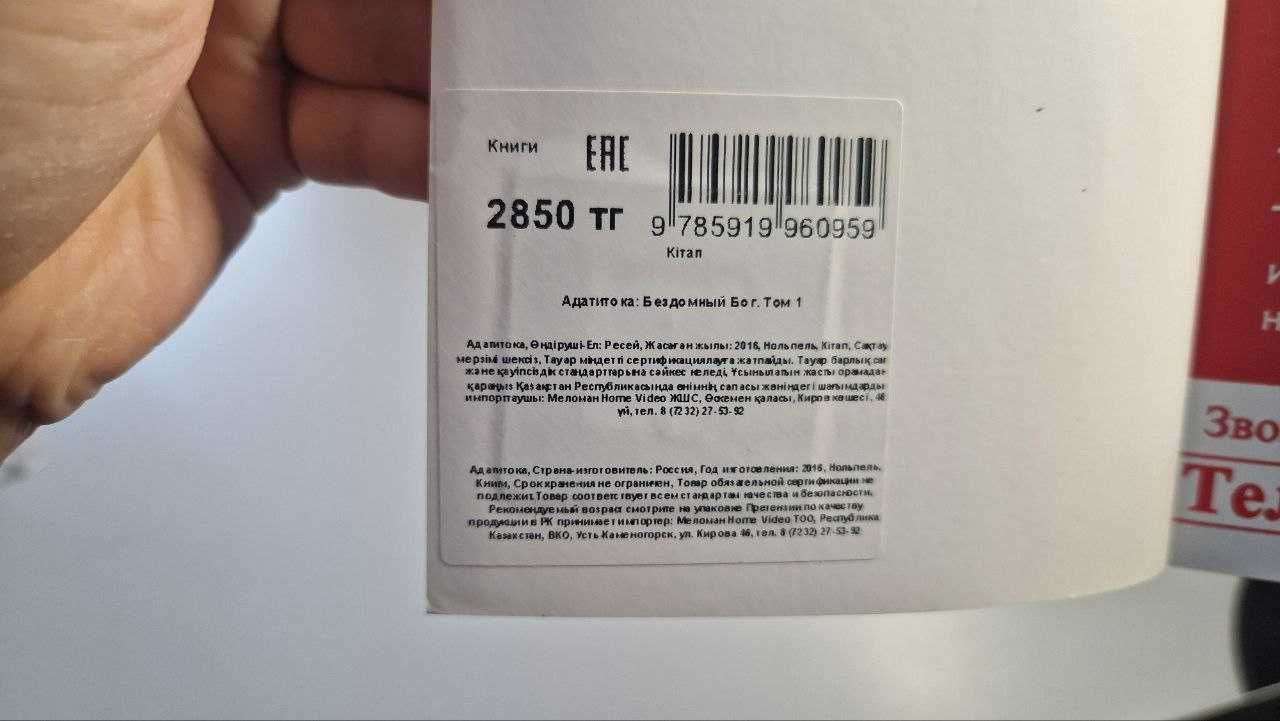 Книги
EAC
2850 тг
9 785919 960959
Кітап
Адатитока: Бездомный Бог. Том 1
Адатитока, Өндіруші-Ел: Ресей, Жасаған жылы: 2016, Нольпель, Кітап, Сақтау
мерзімі шексіз, Тауар міндетті сертификациялауға жатпайды. Тауар барлық сап
және қауіпсіздік стандарттарына сәйкес келеді, Ұсынылатын жасты орамадан
қараңыз Қазақстан Республикасында өнімнің сапасы жөніндегі шағымдарды
импорттаушы: Меломан Home Video ЖШС, Өскемен қаласы, Киров көшесі, 46
үй, тел. 8 (7232) 27-53-92
Адатитока, Страна-изготовитель: Россия, Год изготовления: 2016, Нольпель,
Книги, Срок хранения не ограничен, Товар обязательной сертификации не
подлежит. Товар соответствует всем стандартам качества и безопасности,
Рекомендуемый возраст смотрите на упаковке Претензии по качеству
продукции в РК принимает импортер: Меломан Home Video ТОО, Республика
Казахстан, ВКО, Усть-Каменогорск, ул. Кирова 46, тел. 8 (7232) 27-53-92
Зво
Тел